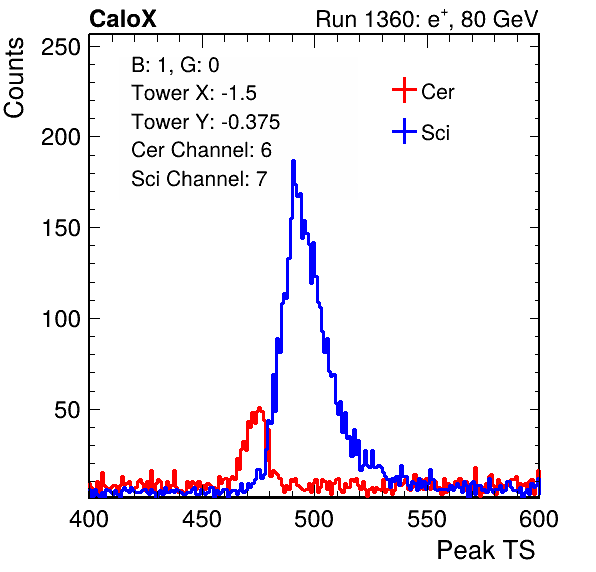 CaloX Run 1360: e⁺, 80 GeV
Counts
B: 1, G: 0
Tower X: -1.5
Tower Y: -0.375
Cer Channel: 6
Sci Channel: 7
Cer
Sci
250
200
150
100
50
400 450 500 550 600
Peak TS